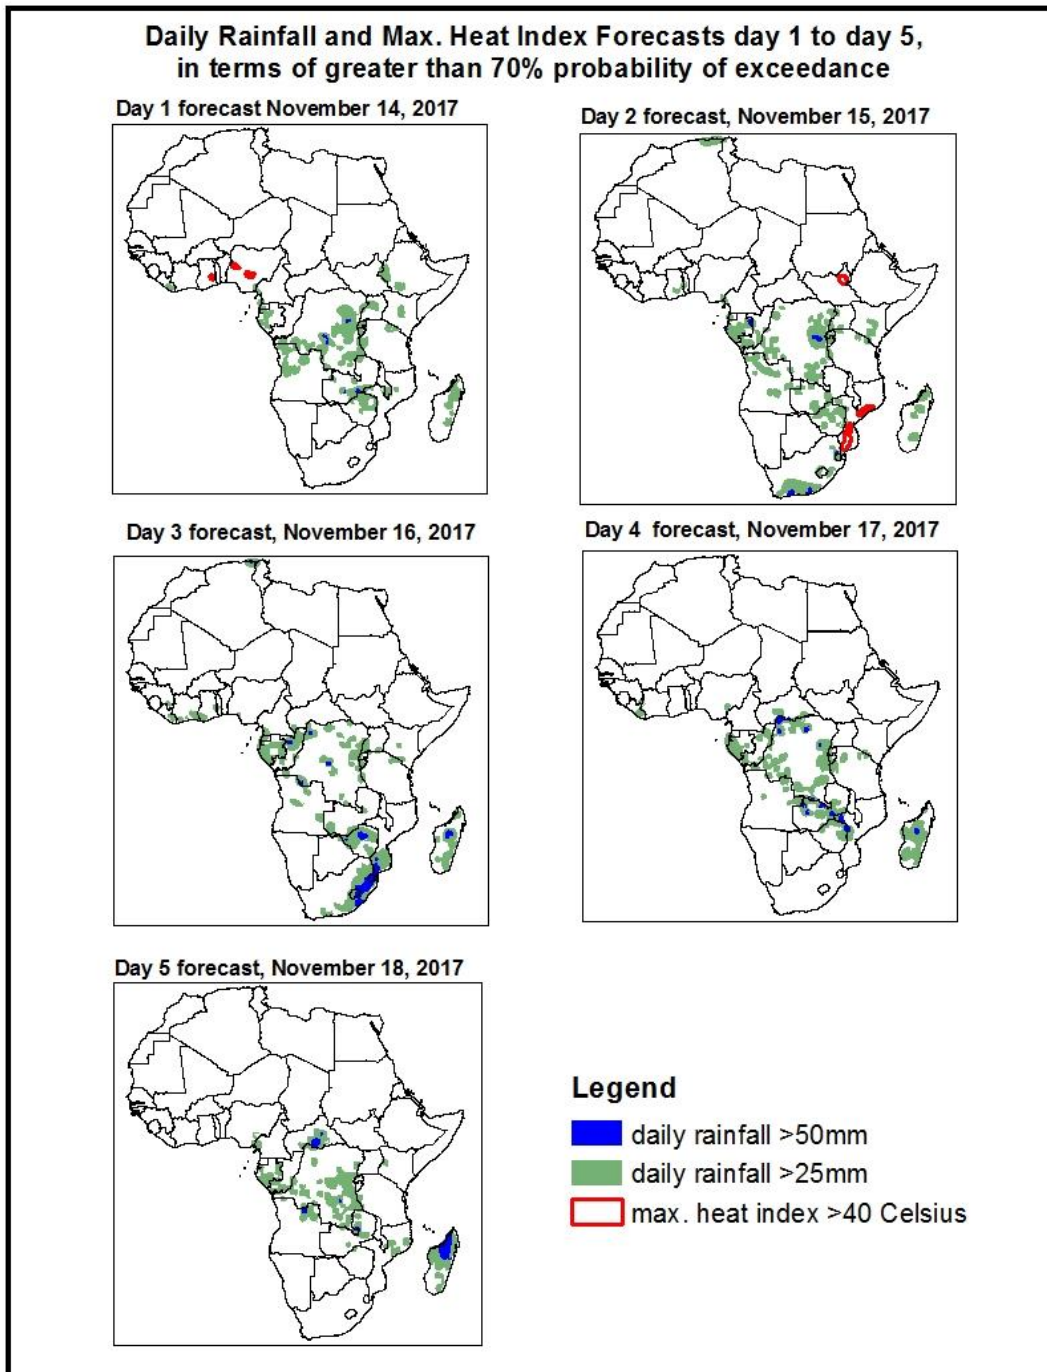 Daily Rainfall and Max. Heat Index Forecasts day 1 to day 5,
in terms of greater than 70% probability of exceedance
Day 1 forecast November 14, 2017
Day 2 forecast, November 15, 2017
Day 3 forecast, November 16, 2017
Day 4 forecast, November 17, 2017
Day 5 forecast, November 18, 2017
Legend
daily rainfall >50mm
daily rainfall >25mm
max. heat index >40 Celsius